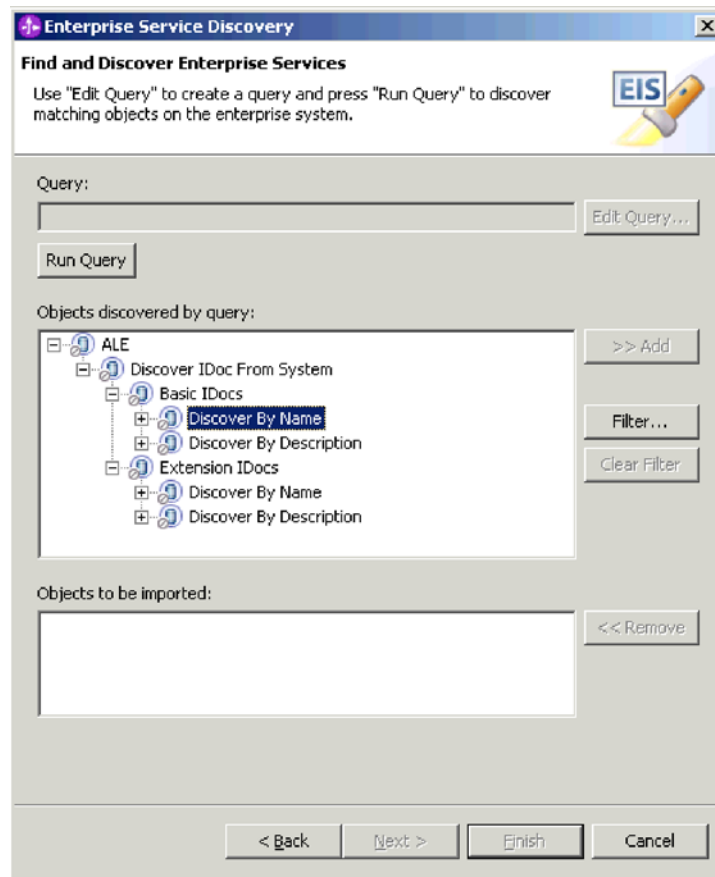 Enterprise Service Discovery
Find and Discover Enterprise Services
Use "Edit Query" to create a query and press "Run Query" to discover
matching objects on the enterprise system.
EIS
Query:
Edit Query...
Run Query
Objects discovered by query:
ALE
>> Add
Discover IDoc From System
Basic IDocs
Discover By Name
Filter...
Discover By Description
Extension IDocs
Clear Filter
Discover By Name
Discover By Description
Objects to be imported:
<< Remove
< Back
Next >
Finish
Cancel